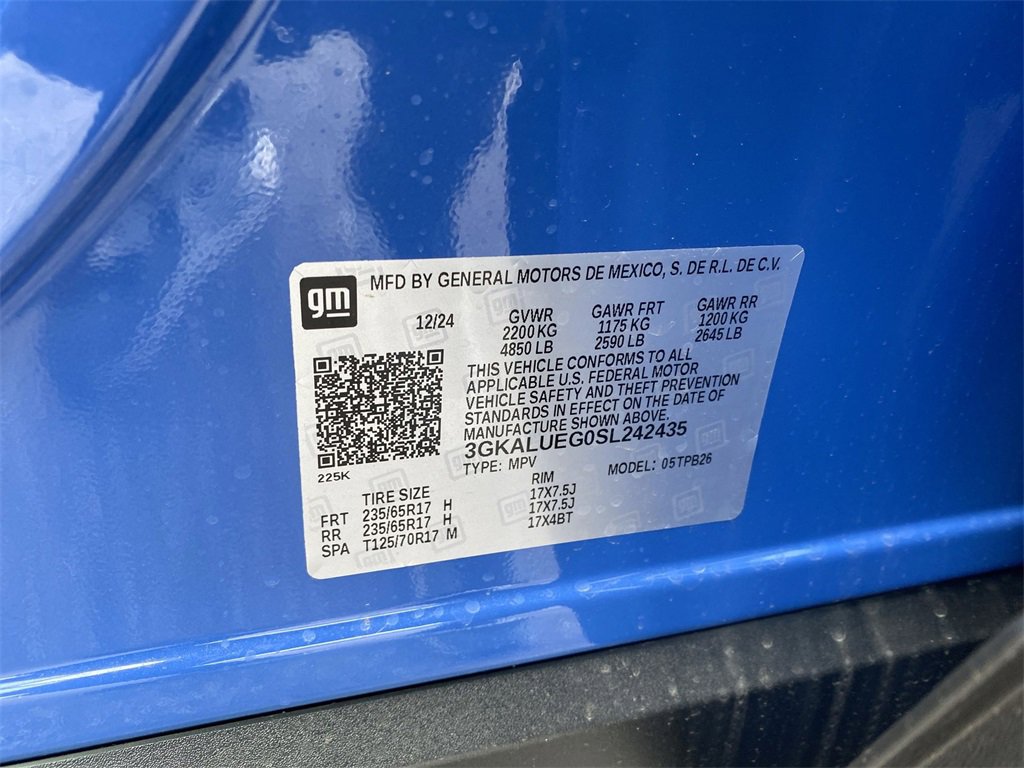 gm
MFD BY GENERAL MOTORS DE MEXICO, S. DE R.L. DE C.V.
12/24 GVWR GAWR FRT GAWR RR
2200 KG 1175 KG 1200 KG
4850 LB 2590 LB 2645 LB
THIS VEHICLE CONFORMS TO ALL
APPLICABLE U.S. FEDERAL MOTOR
VEHICLE SAFETY AND THEFT PREVENTION
STANDARDS IN EFFECT ON THE DATE OF
MANUFACTURE SHOWN ABOVE.
3GKALUEG0SL242435
225K
TYPE: MPV MODEL: 05TPB26
TIRE SIZE RIM
FRT 235/65R17 H 17X7.5J
RR 235/65R17 H 17X7.5J
SPA T125/70R17 M 17X4BT